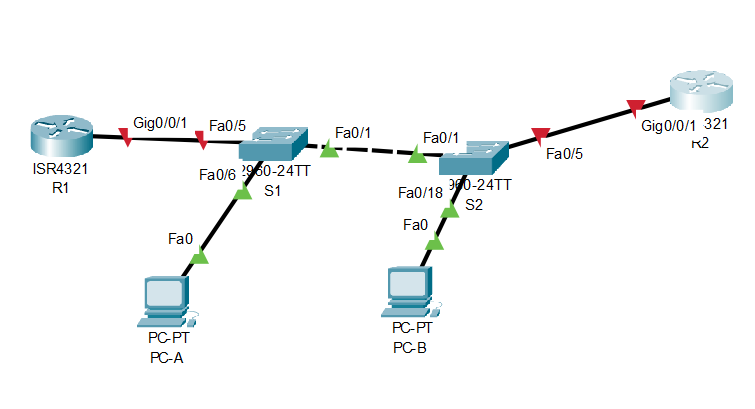 Gig0/0/1
Fa0/5
Fa0/1
Fa0/1
Gig0/0/1
321
R2
Fa0/5
ISR4321
R1
Fa0/6
2960-24TT
S1
Fa0/18
960-24TT
S2
Fa0
Fa0
PC-PT
PC-A
PC-PT
PC-B